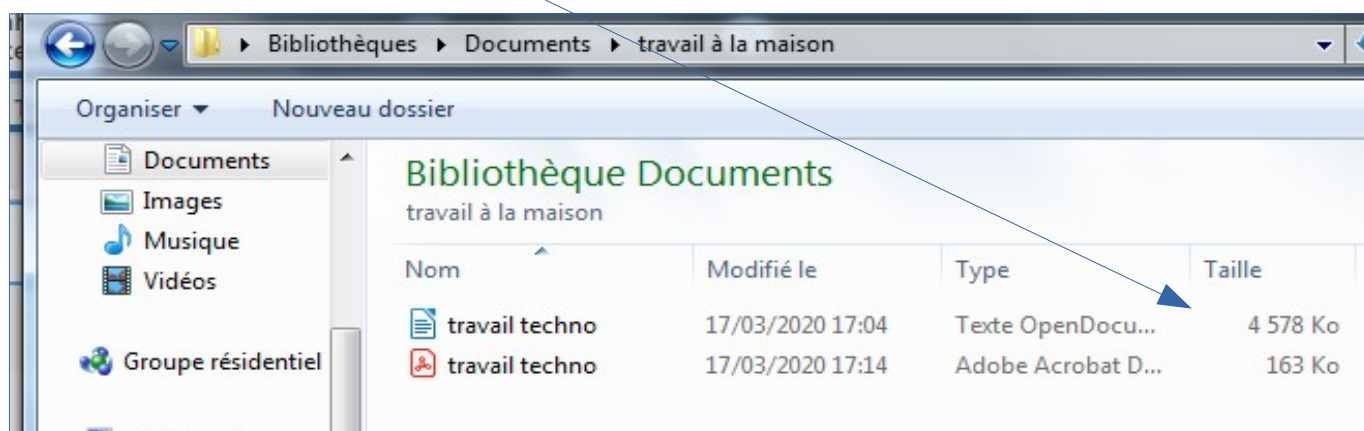 Bibliothèques ▸ Documents ▸ travail à la maison
Organiser Nouveau dossier
Documents
Images
Musique
Vidéos
Groupe résidentiel
Bibliothèque Documents
travail à la maison
Nom Modifié le Type Taille
travail techno 17/03/2020 17:04 Texte OpenDocu... 4 578 Ko
travail techno 17/03/2020 17:14 Adobe Acrobat D... 163 Ko